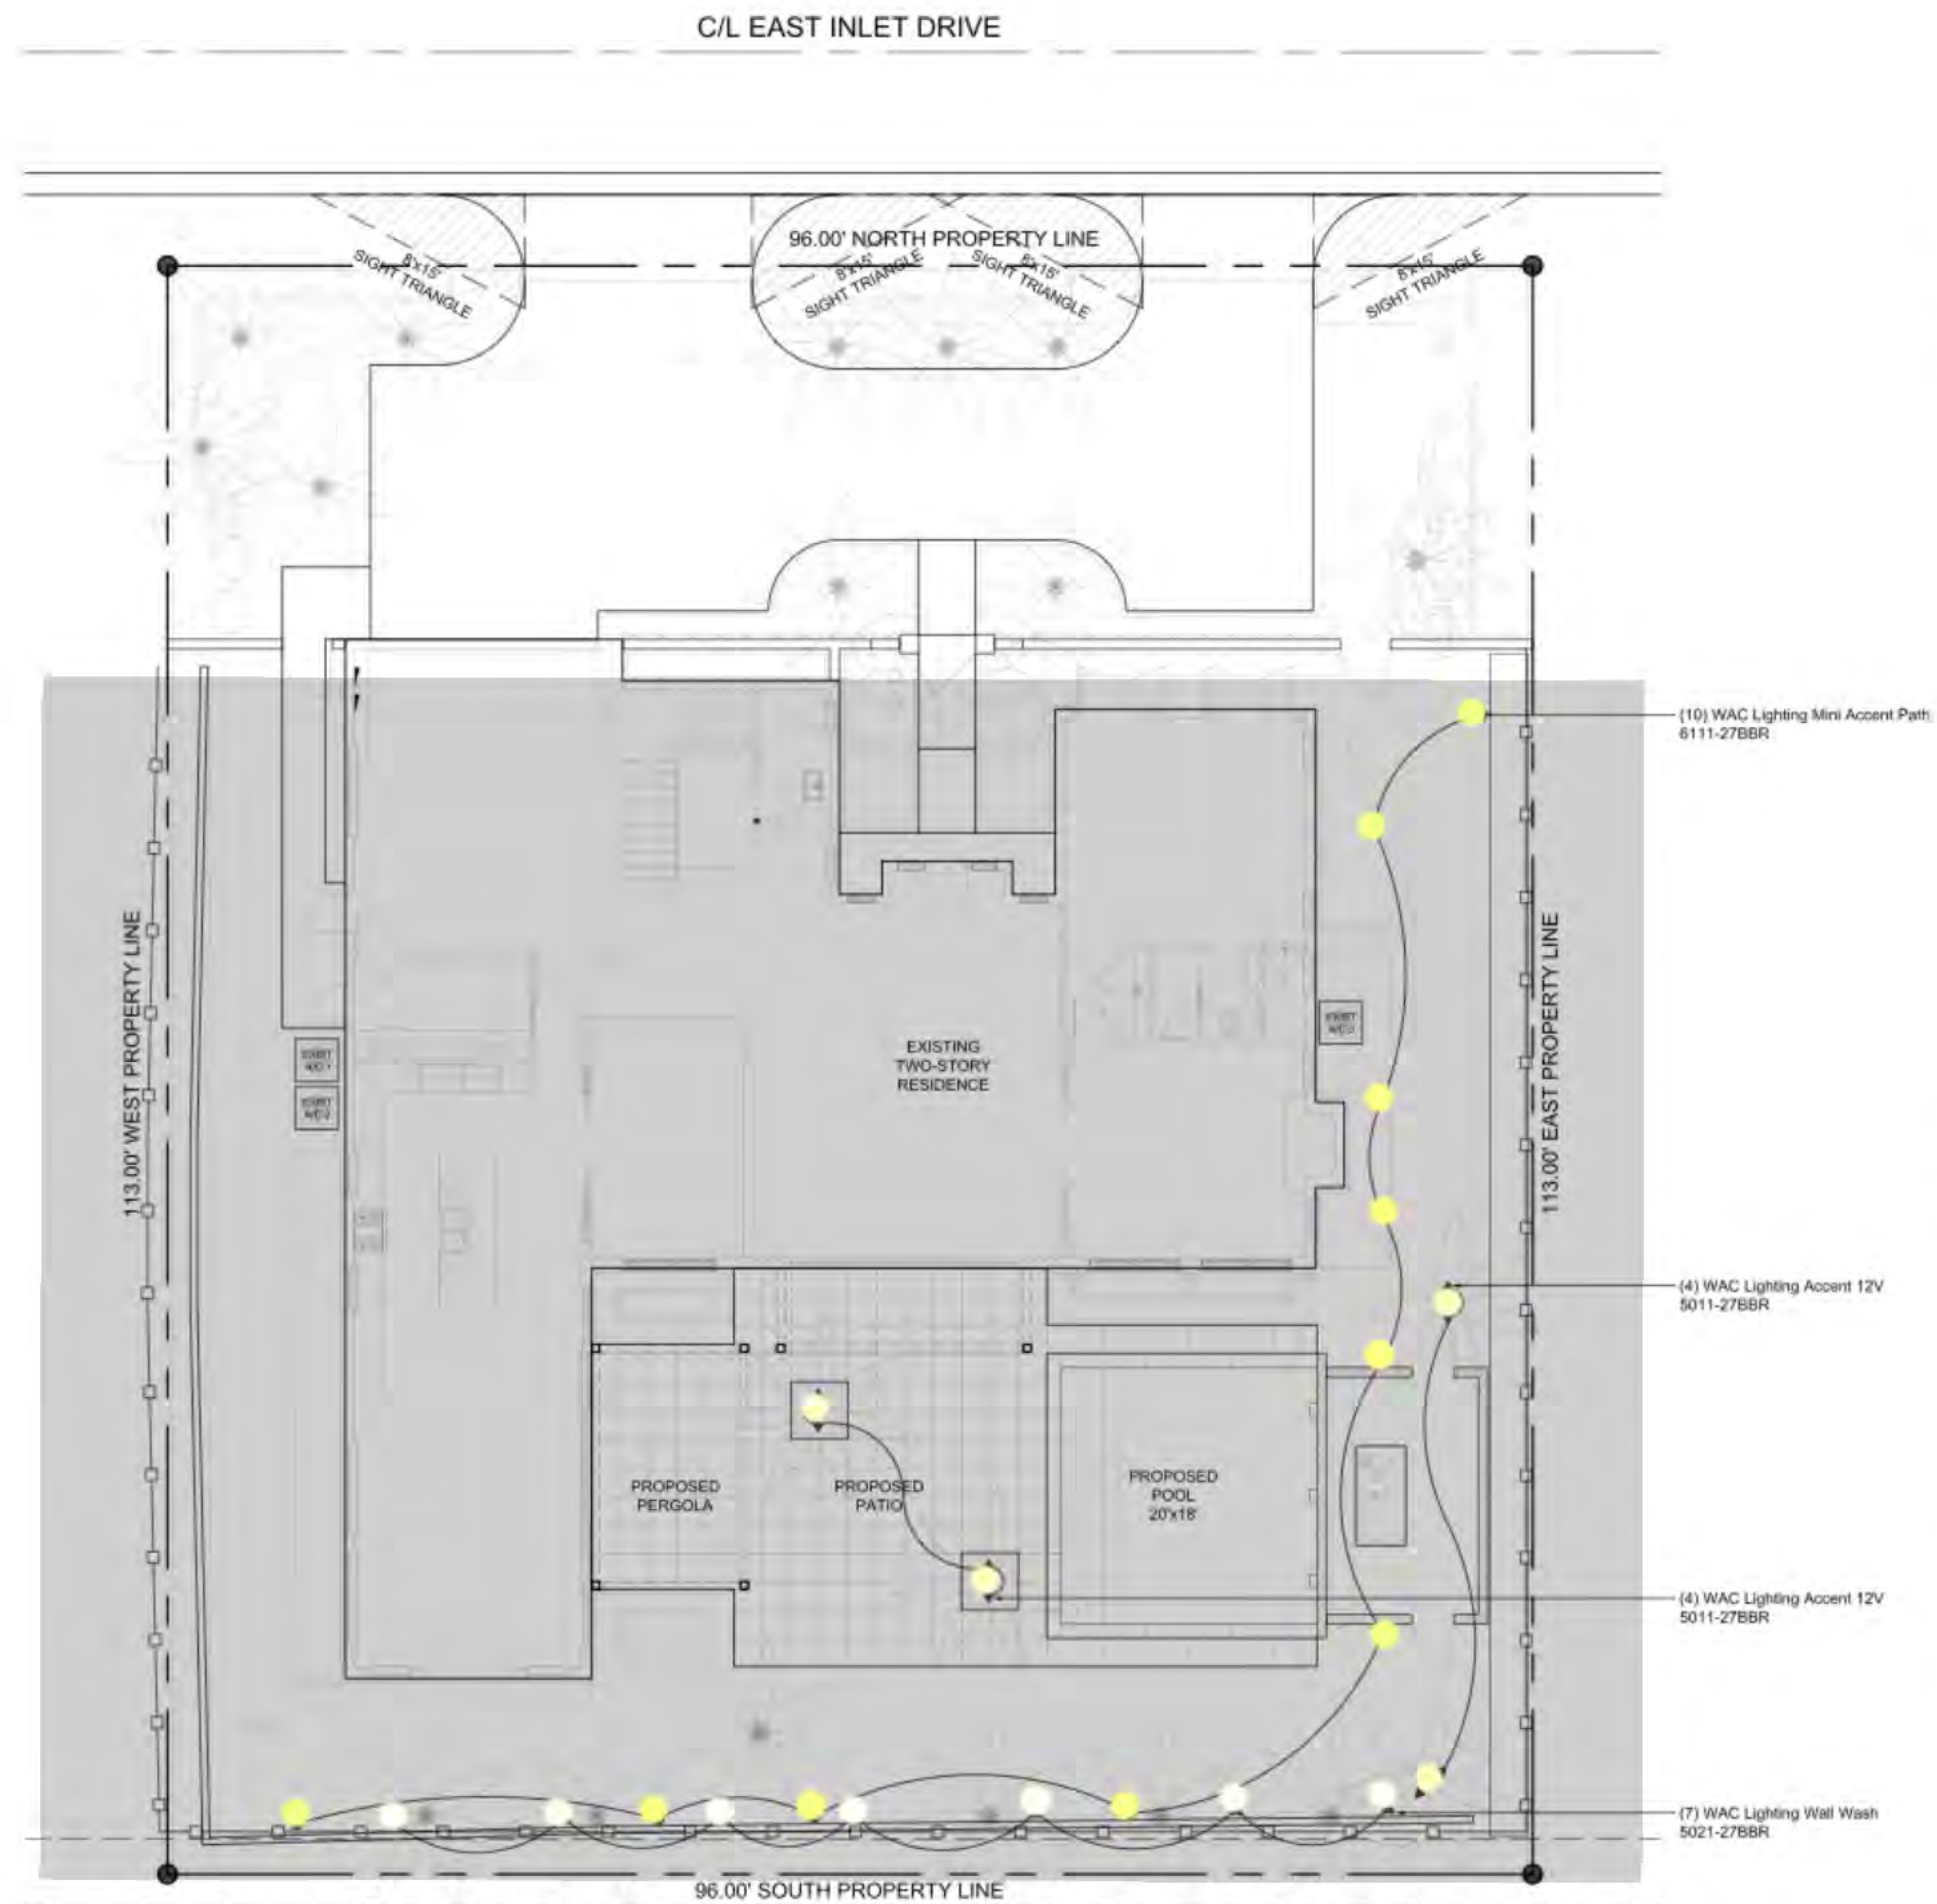 C/L EAST INLET DRIVE
96.00' NORTH PROPERTY LINE
8'x15'
SIGHT TRIANGLE
8'x15'
SIGHT TRIANGLE
8'x15'
SIGHT TRIANGLE
8'x15'
SIGHT TRIANGLE
(10) WAC Lighting Mini Accent Path
6111-27BBR
113.00' WEST PROPERTY LINE
113.00' EAST PROPERTY LINE
EXISTING
TWO-STORY
RESIDENCE
(4) WAC Lighting Accent 12V
5011-27BBR
PROPOSED
PERGOLA
PROPOSED
PATIO
PROPOSED
POOL
20'x18'
(4) WAC Lighting Accent 12V
5011-27BBR
(7) WAC Lighting Wall Wash
5021-27BBR
96.00' SOUTH PROPERTY LINE